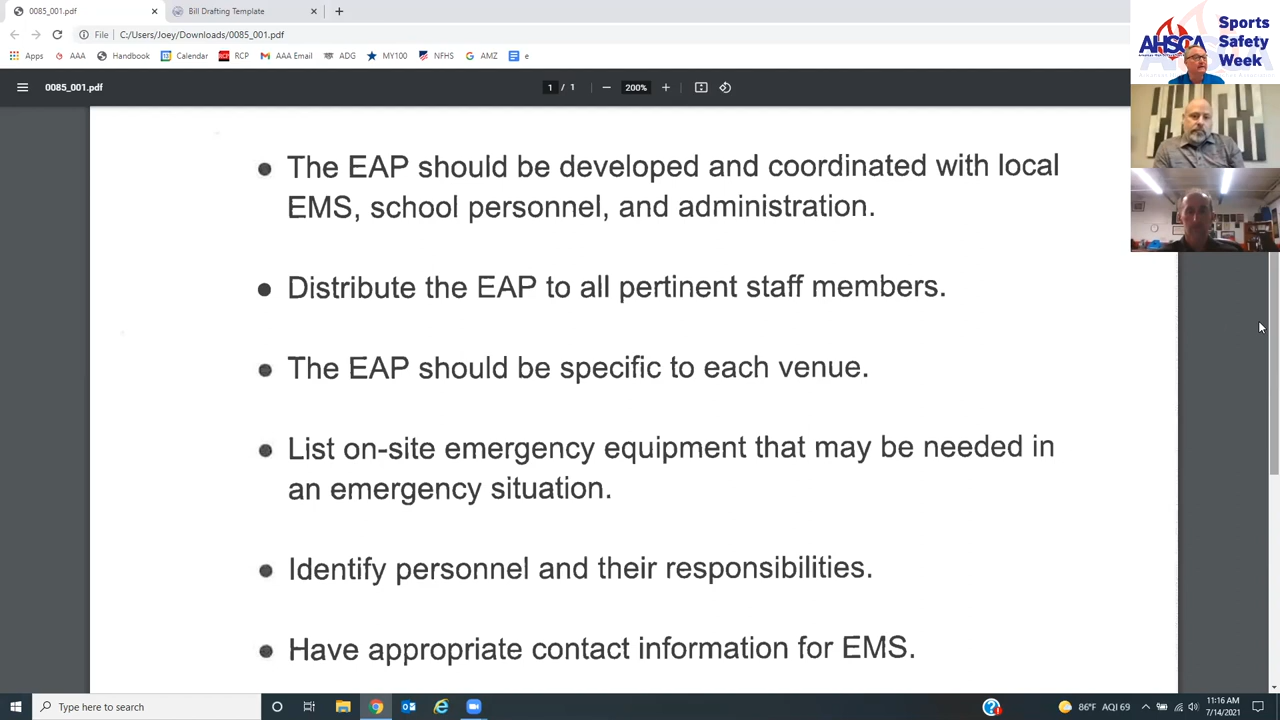 0085_001.pdf
Bill Drafting Template
File
C:/Users/Joey/Downloads/0085_001.pdf
Apps
AAA
Handbook
Calendar
RCP
AAA Email
ADG
MY100
NFHS
AMZ
e
0085_001.pdf
1 / 1
200%
AHSCA
Sports
Safety
Week
The EAP should be developed and coordinated with local
EMS, school personnel, and administration.
Distribute the EAP to all pertinent staff members.
The EAP should be specific to each venue.
List on-site emergency equipment that may be needed in
an emergency situation.
Identify personnel and their responsibilities.
Have appropriate contact information for EMS.
Type here to search
86°F AQI 69
11:16 AM
7/14/2021